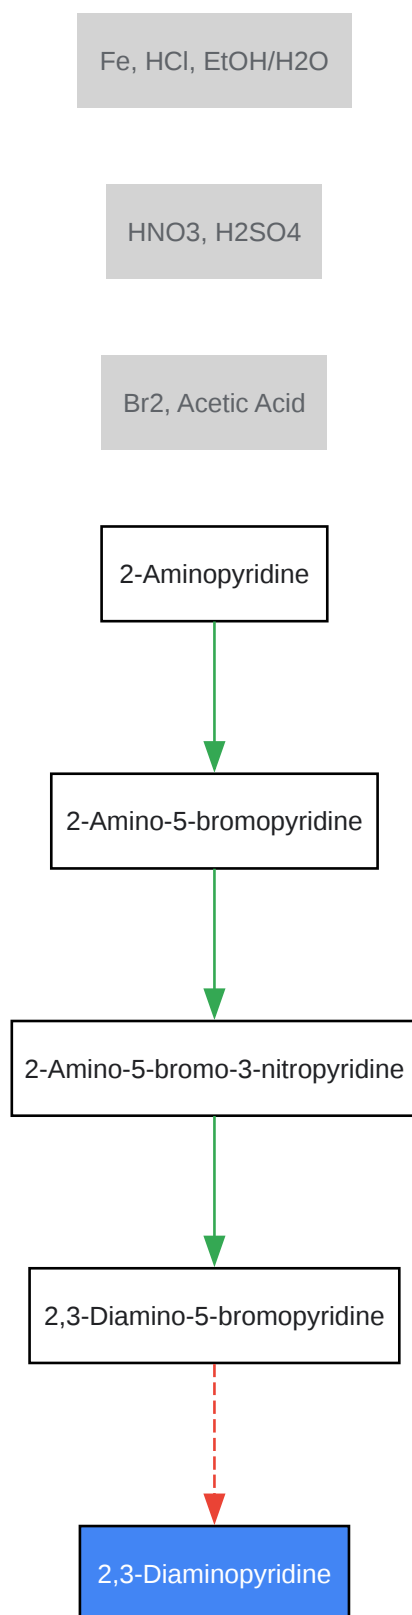 Fe, HCl, EtOH/H2O
HNO3, H2SO4
Br2, Acetic Acid
2-Aminopyridine
2-Amino-5-bromopyridine
2-Amino-5-bromo-3-nitropyridine
2,3-Diamino-5-bromopyridine
2,3-Diaminopyridine